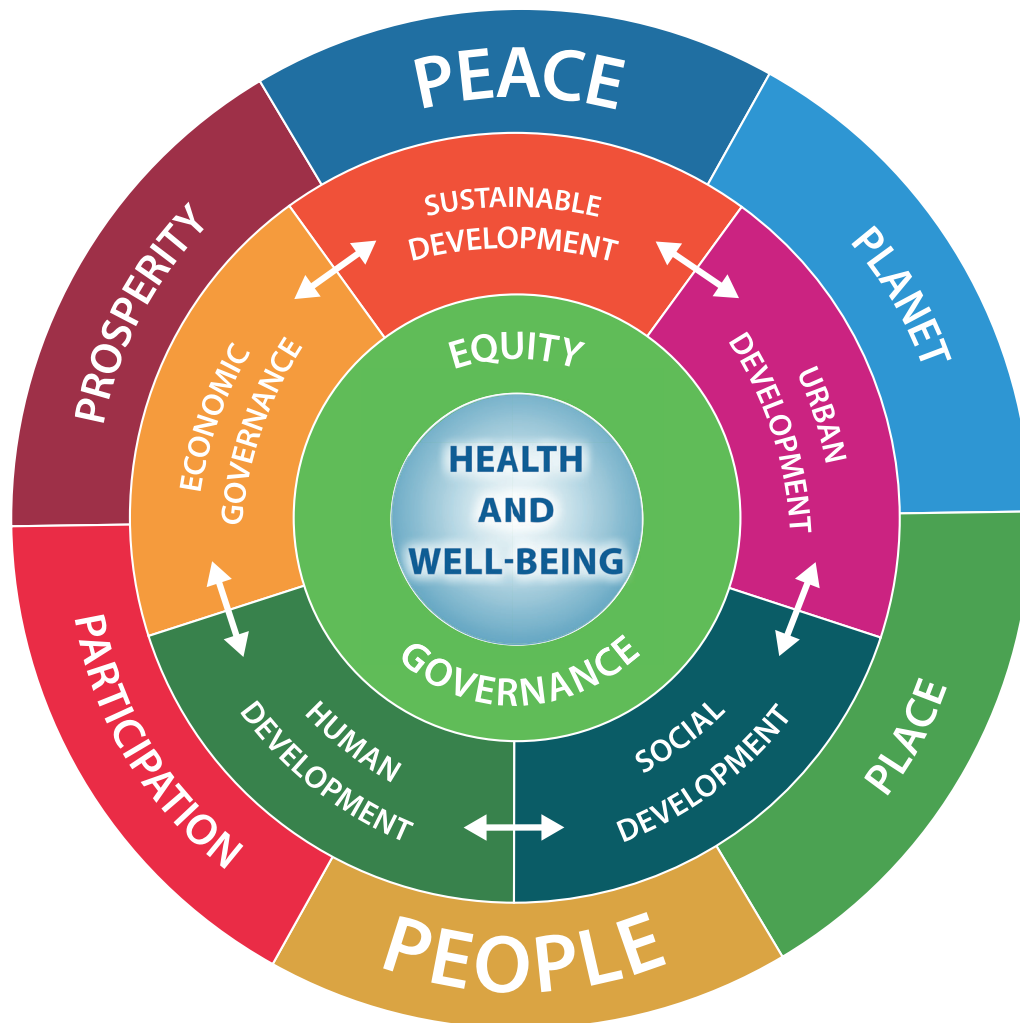 PEACE
PLANET
PLACE
PEOPLE
PARTICIPATION
PROSPERITY
SUSTAINABLE
DEVELOPMENT
URBAN
DEVELOPMENT
SOCIAL
DEVELOPMENT
HUMAN
DEVELOPMENT
ECONOMIC
GOVERNANCE
EQUITY
GOVERNANCE
HEALTH
AND
WELL-BEING